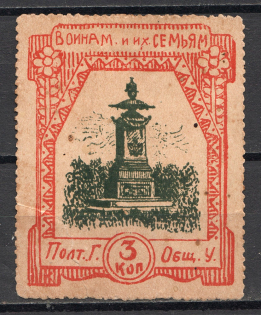 ВОИНАМ. И ИХ. СЕМЬЯМ
Полт. Г. 3 Общ. У.
КОП